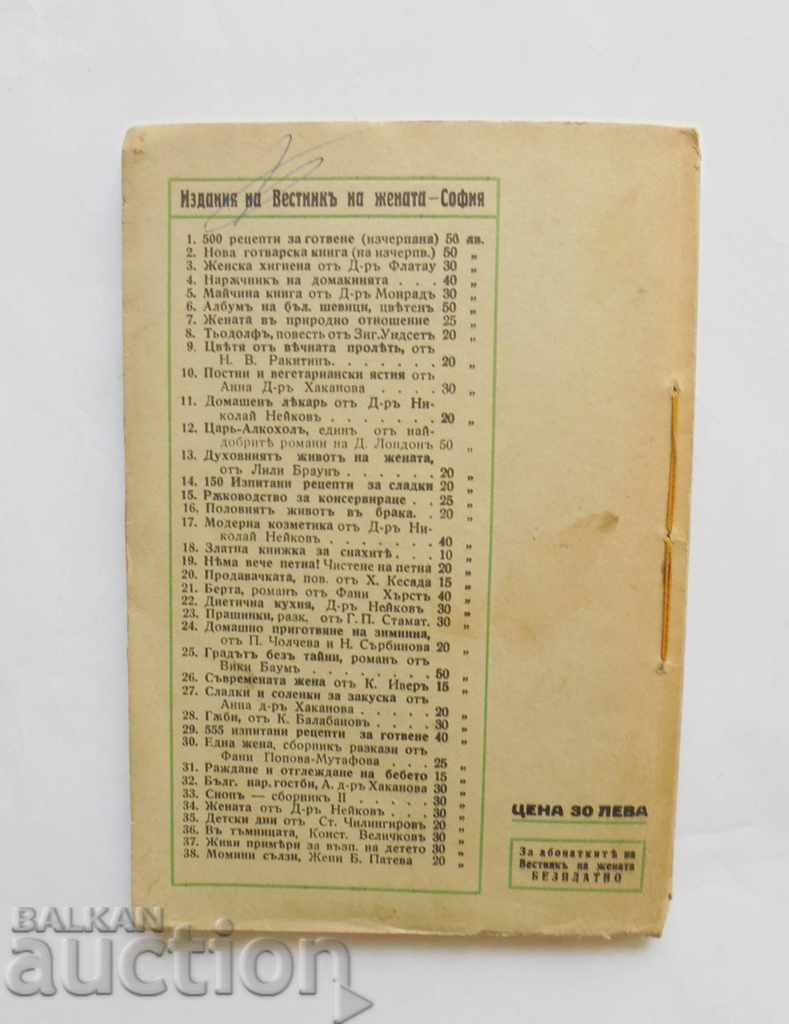 Издания на Вестникъ на жената – София
1. 500 рецепти за готвене (изчерпана) 50 лв.
2. Нова готварска книга (на изчерпв.) 50 „
3. Женска хигиена отъ Д-ръ Флатау 30 „
4. Наржчникъ на домакинята . . . 40 „
5. Майчина книга отъ Д-ръ Монрадъ 30 „
6. Албумъ на бъл. шевици, цвѣтенъ 50 „
7. Жената въ природно отношение 25 „
8. Тьодолфъ, повесть отъ Зиг. Ундсетъ 20 „
9. Цвѣтя отъ вѣчната пролѣть, отъ
Н. В. Ракитинъ. . . . . . . 20 „
10. Постни и вегетариански ястия отъ
Анна Д-ръ Хаканова . . . . 30 „
11. Домашенъ лѣкарь отъ Д-ръ Ни-
колай Нейковъ . . . . . . . 20 „
12. Царь-Алкохолъ, единъ отъ най-
добритѣ романи на Д. Лондонъ 50 „
13. Духовниятъ животъ на жената,
отъ Лили Браунъ . . . . . . 20 „
14. 150 Изпитани рецепти за сладки 20 „
15. Ржководство за консервиране . . 25 „
16. Половиятъ животъ въ брака. . 20 „
17. Модерна козметика отъ Д-ръ Ни-
колай Нейковъ . . . . . . . 40 „
18. Златна книжка за снахитѣ. . . 10 „
19. Нѣма вече петна! Чистене на петна 20 „
20. Продавачката, пов. отъ Х. Кесада 15 „
21. Берта, романъ отъ Фани Хърстъ 40 „
22. Диетична кухня, Д-ръ Нейковъ 30 „
23. Прашинки, разк. отъ Г. П. Стамат. 30 „
24. Домашно приготвяне на зимнина,
отъ П. Чолчева и Н. Сърбинова 20 „
25. Градътъ безъ тайни, романъ отъ
Вики Баумъ . . . . . . . . 50 „
26. Съвремената жена отъ К. Иверъ 15 „
27. Сладки и соленки за закуска отъ
Анна д-ръ Хаканова . . . . . 20 „
28. Гжби, отъ К. Балабановъ . . . . 30 „
29. 555 изпитани рецепти за готвене 40 „
30. Една жена, сборникъ разкази отъ
Фани Попова-Мутафова . . . 25 „
31. Раждане и отглеждане на бебето 15 „
32. Бълг. нар. гостби, А. д-ръ Хаканова 30 „
33. Снопъ — сборникъ II . . . . . 30 „
34. Жената отъ Д-ръ Нейковъ . . . 30 „
35. Детски дни отъ Ст. Чилингировъ 20 „
36. Въ тъмницата, Конст. Величковъ 30 „
37. Живи примѣри за възп. на детето 30 „
38. Момини сълзи, Жени Б. Патева 20 „
ЦЕНА 30 ЛЕВА
За абонаткитѣ на
Вестникъ на жената
БЕЗПЛАТНО
BALKAN
аукцион